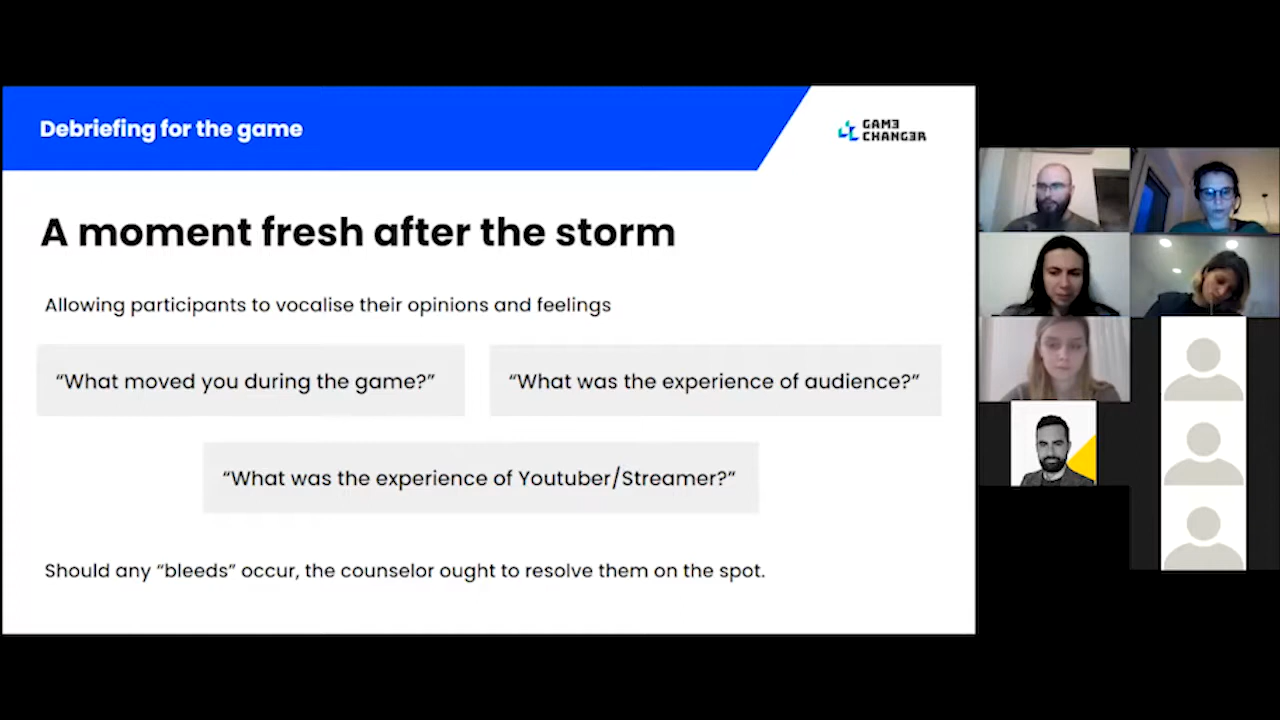 Debriefing for the game
GAM3
CHANG3R
A moment fresh after the storm
Allowing participants to vocalise their opinions and feelings
“What moved you during the game?”
“What was the experience of audience?”
“What was the experience of Youtuber/Streamer?”
Should any “bleeds” occur, the counselor ought to resolve them on the spot.